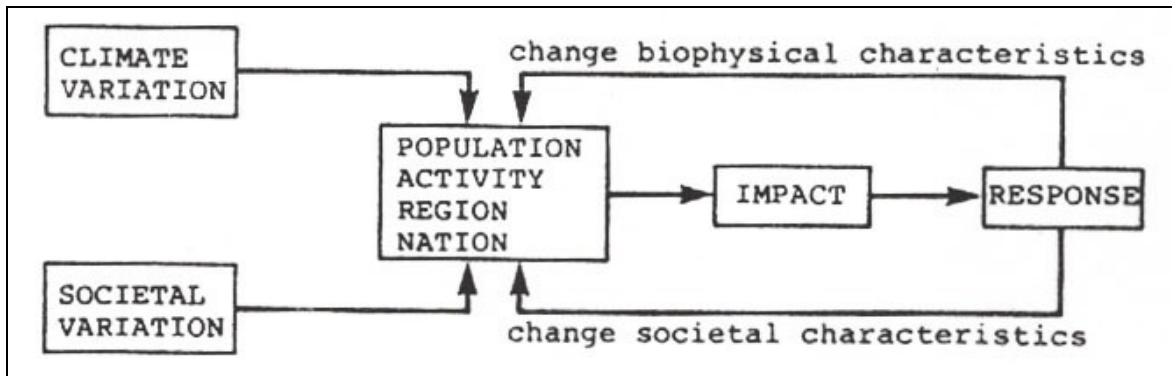 CLIMATE
VARIATION
change biophysical characteristics
POPULATION
ACTIVITY
REGION
NATION
IMPACT
RESPONSE
SOCIETAL
VARIATION
change societal characteristics